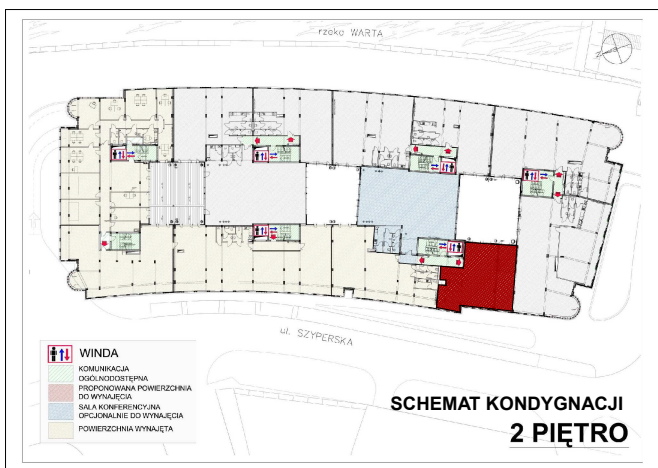 rzeka WARTA
ul. SZYPERSKA
WINDA
KOMUNIKACJA
OGÓLNODOSTĘPNA
PROPONOWANA POWIERZCHNIA
DO WYNAJĘCIA
SALA KONFERENCYJNA
OPCJONALNIE DO WYNAJĘCIA
POWIERZCHNIA WYNAJĘTA
SCHEMAT KONDYGNACJI
2 PIĘTRO